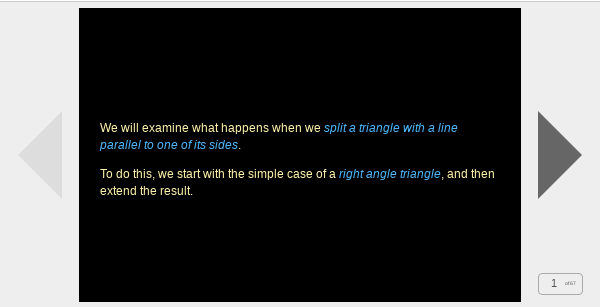 We will examine what happens when we split a triangle with a line
parallel to one of its sides.
To do this, we start with the simple case of a right angle triangle, and then
extend the result.
1 of 67